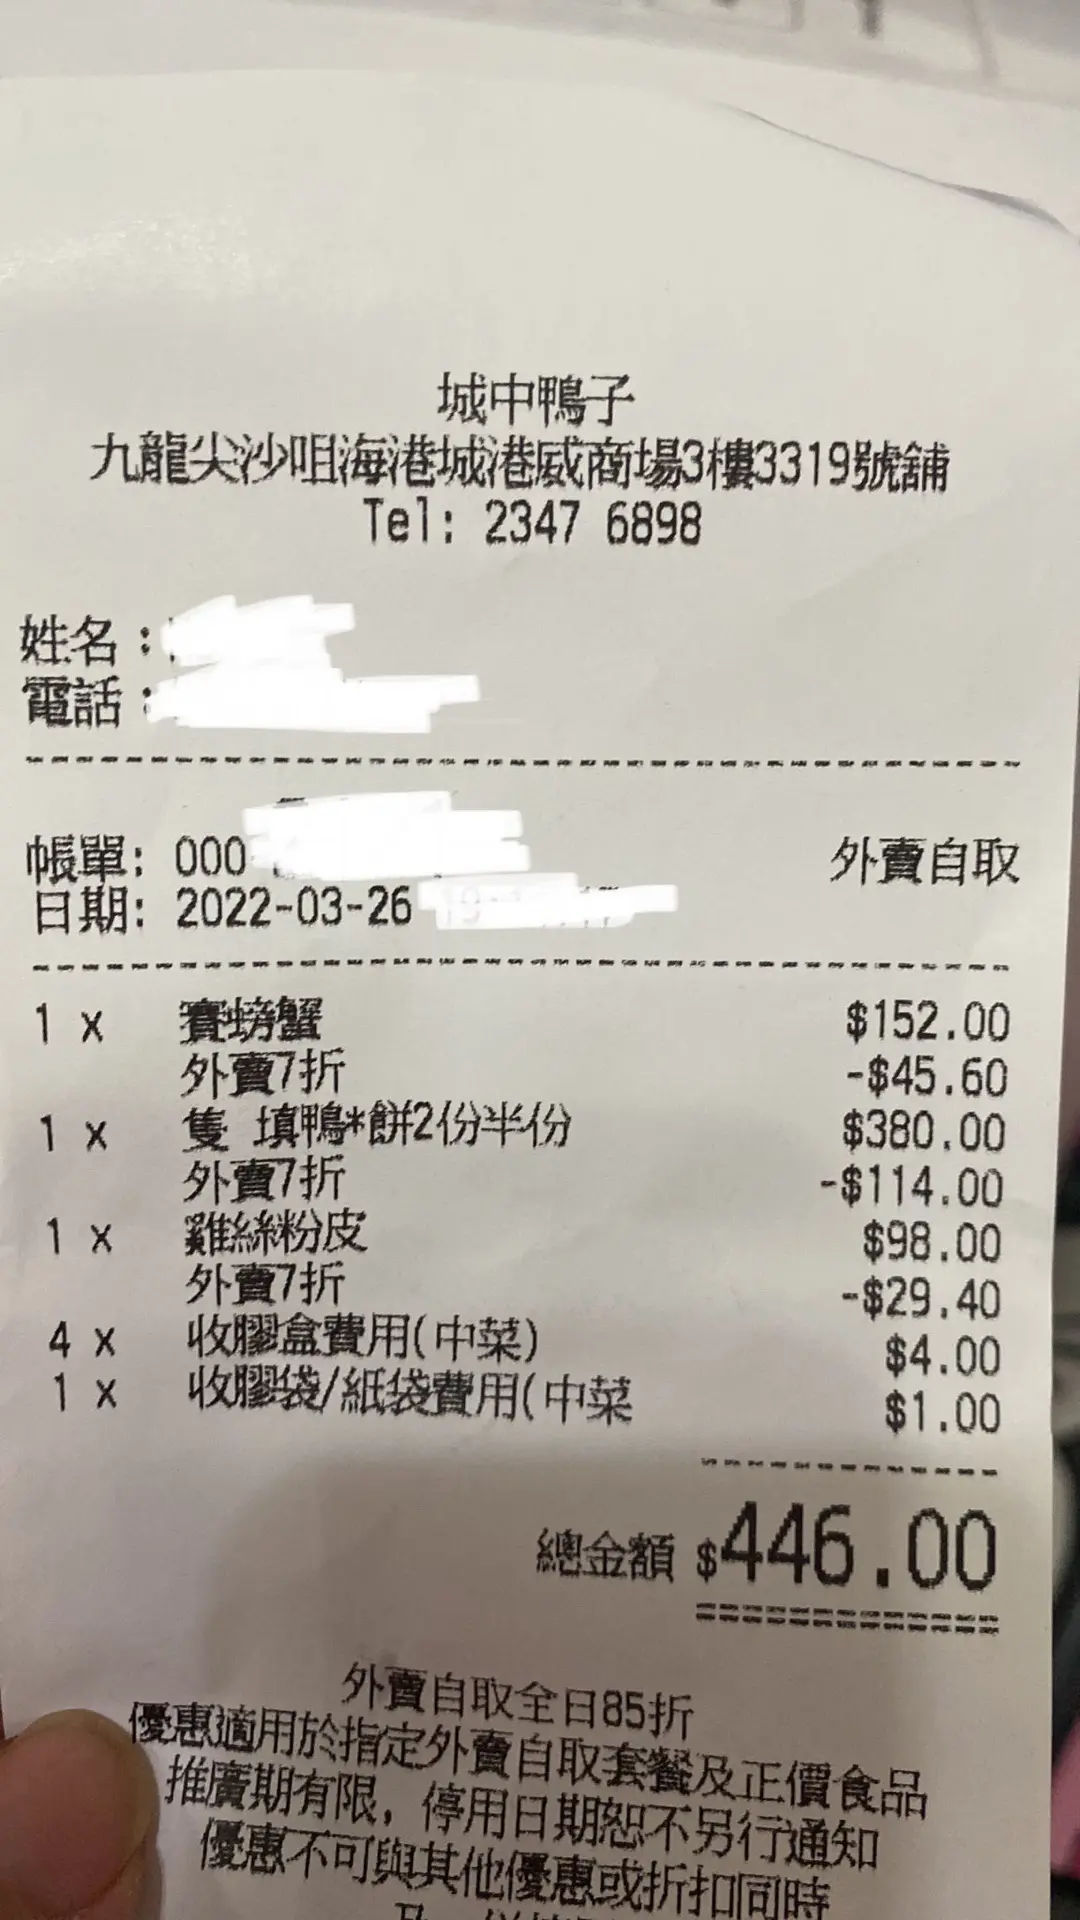 城中鴨子
九龍尖沙咀海港城港威商場3樓3319號舖
Tel: 2347 6898
姓名：
電話：
帳單: 000 外賣自取
日期: 2022-03-26
1 x 賽螃蟹 $152.00
外賣7折 -$45.60
1 x 隻 填鴨*餅2份半份 $380.00
外賣7折 -$114.00
1 x 雞絲粉皮 $98.00
外賣7折 -$29.40
4 x 收膠盒費用(中菜) $4.00
1 x 收膠袋/紙袋費用(中菜 $1.00
總金額 $446.00
外賣自取全日85折
優惠適用於指定外賣自取套餐及正價食品
推廣期有限, 停用日期恕不另行通知
優惠不可與其他優惠或折扣同時